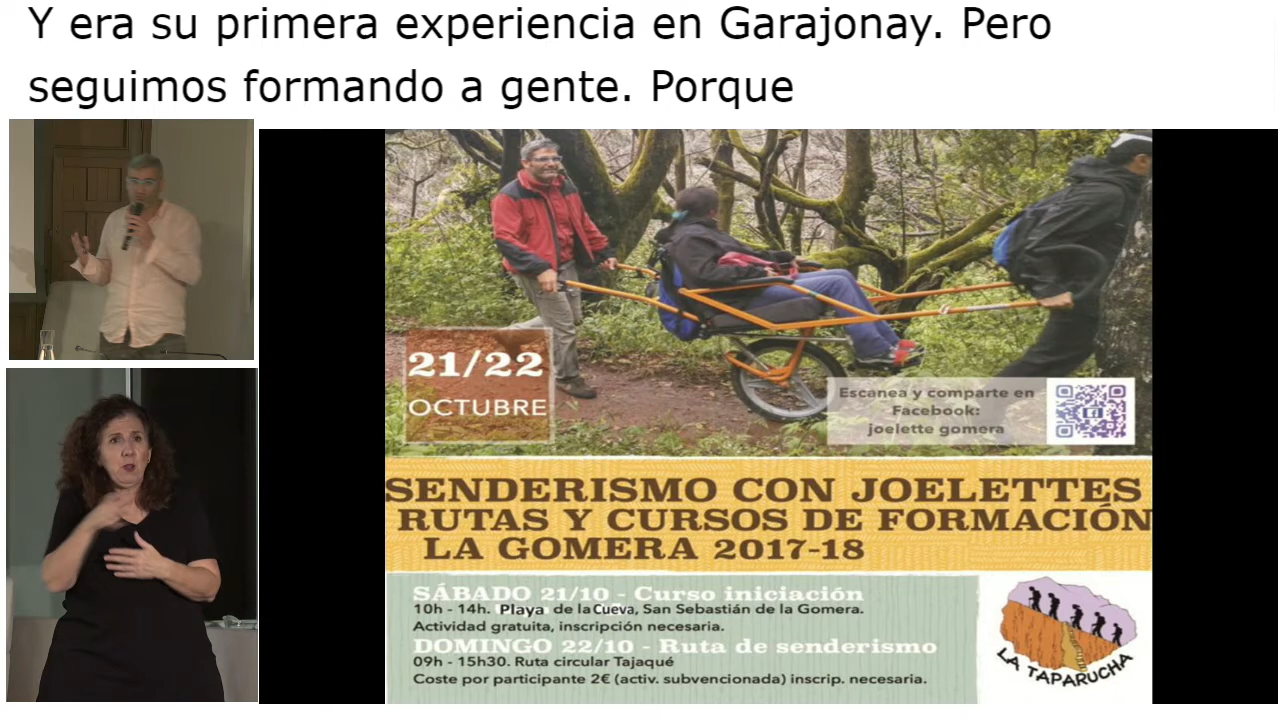 Y era su primera experiencia en Garajonay. Pero
seguimos formando a gente. Porque
21/22
OCTUBRE
Escanea y comparte en
Facebook:
joelette gomera
SENDERISMO CON JOELETTES
RUTAS Y CURSOS DE FORMACIÓN
LA GOMERA 2017-18
SÁBADO 21/10 - Curso iniciación
10h - 14h. Playa de la Cueva, San Sebastián de la Gomera.
Actividad gratuita, inscripción necesaria.
DOMINGO 22/10 - Ruta de senderismo
09h - 15h30. Ruta circular Tajaqué
Coste por participante 2€ (activ. subvencionada) inscrip. necesaria.
LA TAPARUCHA